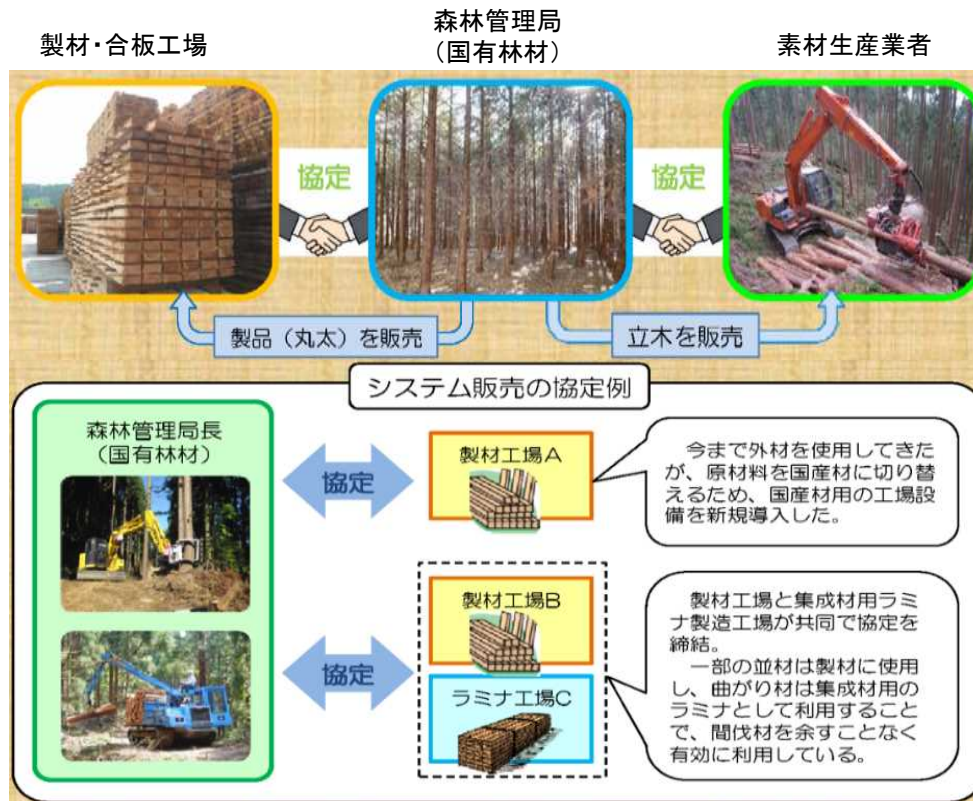 製材・合板工場
森林管理局
（国有林材）
素材生産業者
協定
協定
製品（丸太）を販売
立木を販売
システム販売の協定例
森林管理局長
（国有林材）
協定
製材工場A
今まで外材を使用してきた
が、原材料を国産材に切り替
えるため、国産材用の工場設
備を新規導入した。
協定
製材工場B
ラミナ工場C
製材工場と集成材用ラミ
ナ製造工場が共同で協定を
締結。
一部の並材は製材に使用
し、曲がり材は集成材用の
ラミナとして利用すること
で、間伐材を余すことなく
有効に利用している。